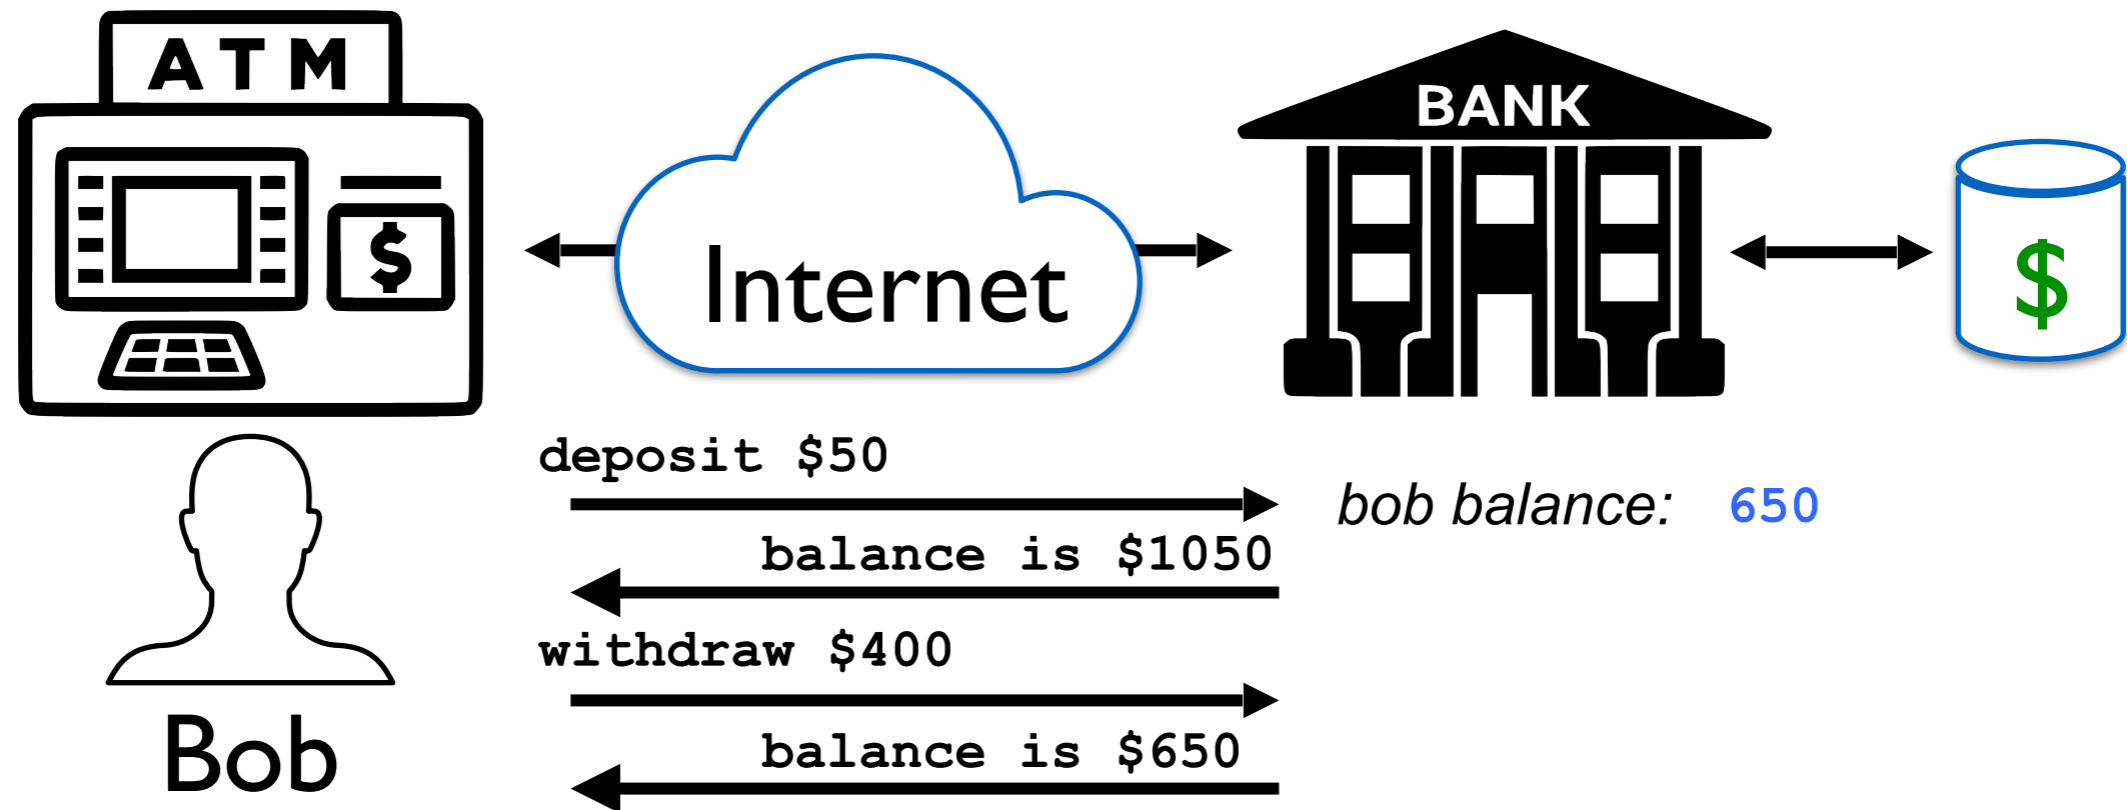 ATM
BANK
$
Internet
$
deposit $50
bob balance: 650
balance is $1050
withdraw $400
balance is $650
Bob